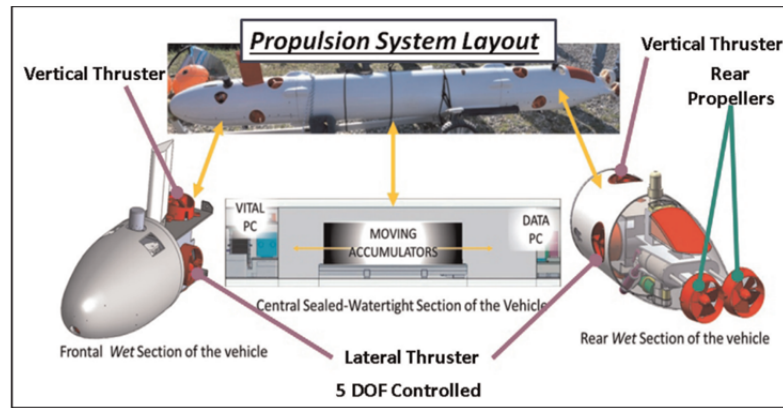 Propulsion System Layout
Vertical Thruster
Vertical Thruster
Rear
Propellers
VITAL
PC
MOVING
ACCUMULATORS
DATA
PC
Central Sealed-Watertight Section of the Vehicle
Frontal Wet Section of the vehicle
Rear Wet Section of the vehicle
Lateral Thruster
5 DOF Controlled